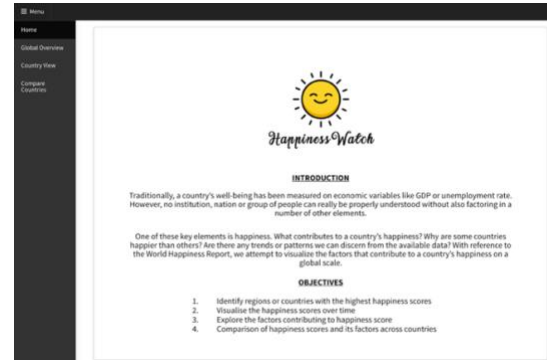 Menu
Home
Global Overview
Country View
Compare
Countries
Happiness Watch
INTRODUCTION
Traditionally, a country's well-being has been measured on economic variables like GDP or unemployment rate.
However, no institution, nation or group of people can really be properly understood without also factoring in a
number of other elements.
One of these key elements is happiness. What contributes to a country's happiness? Why are some countries
happier than others? Are there any trends or patterns we can discern from the available data? With reference to
the World Happiness Report, we attempt to visualize the factors that contribute to a country's happiness on a
global scale.
OBJECTIVES
1. Identify regions or countries with the highest happiness scores
2. Visualise the happiness scores over time
3. Explore the factors contributing to happiness score
4. Comparison of happiness scores and its factors across countries